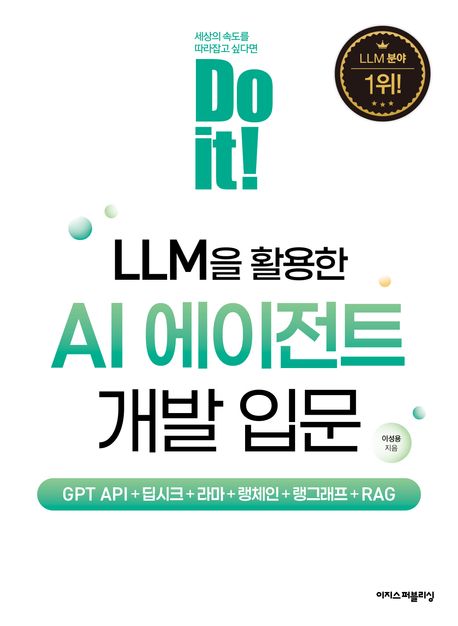 세상의 속도를
따라잡고 싶다면
Do
it!
LLM 분야
1위!
LLM을 활용한
AI 에이전트
개발 입문
이성용
지음
GPT API + 딥시크 + 라마 + 랭체인 + 랭그래프 + RAG
이지스퍼블리싱